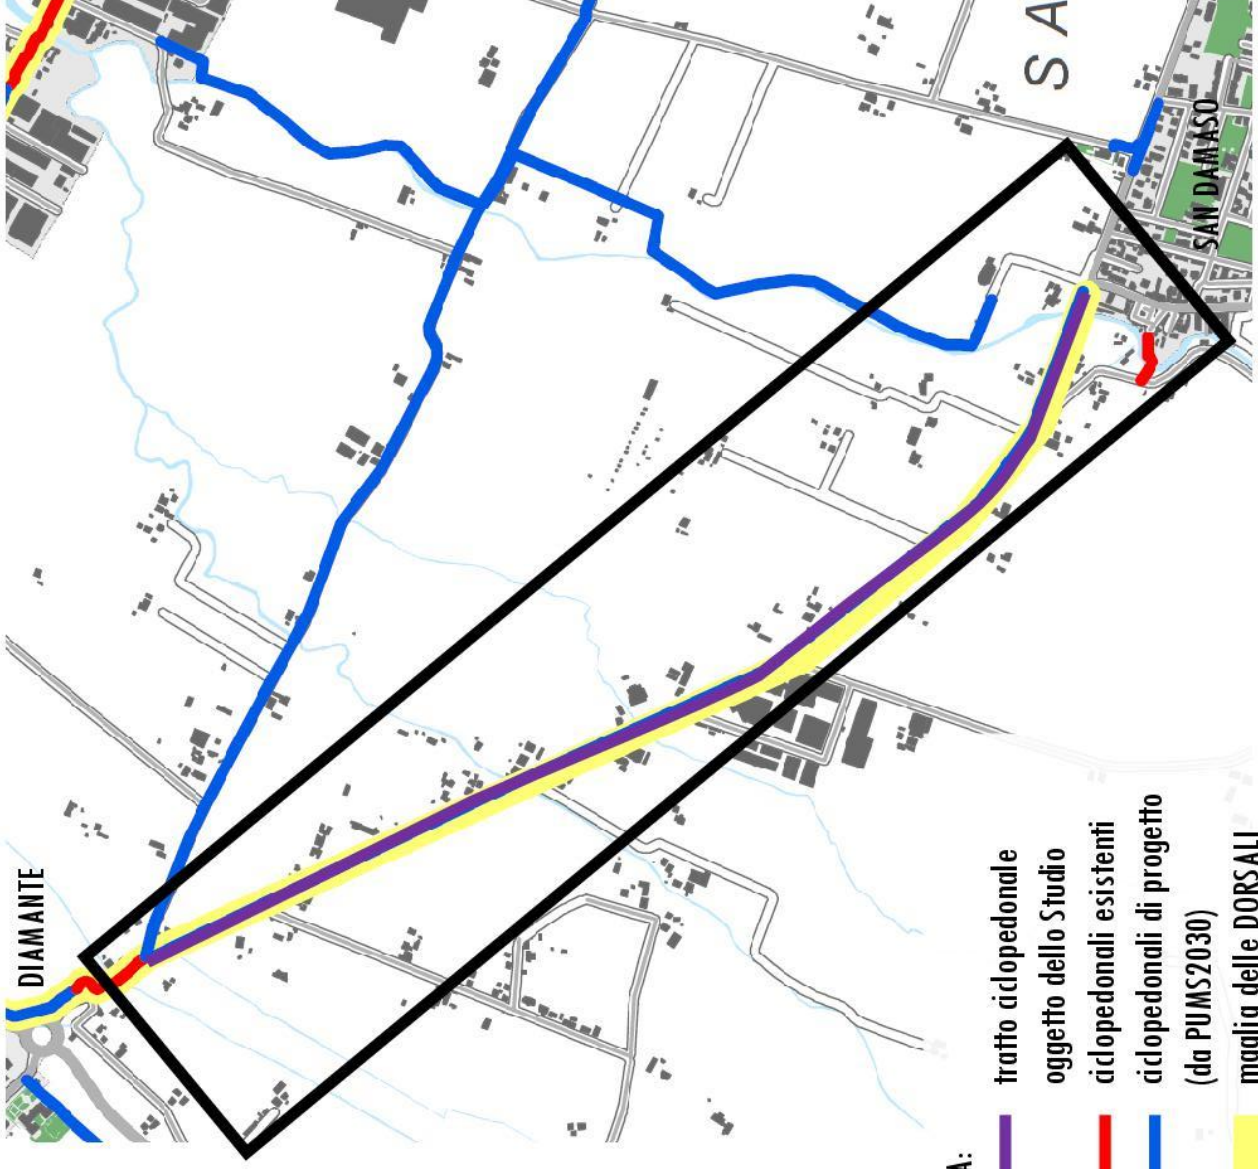 DIAMANTE
S A
SAN DAMASO
A:
tratto ciclopedonale
oggetto dello Studio
ciclopedonali esistenti
ciclopedonali di progetto
(da PUMS2030)
maglia delle DORSALI